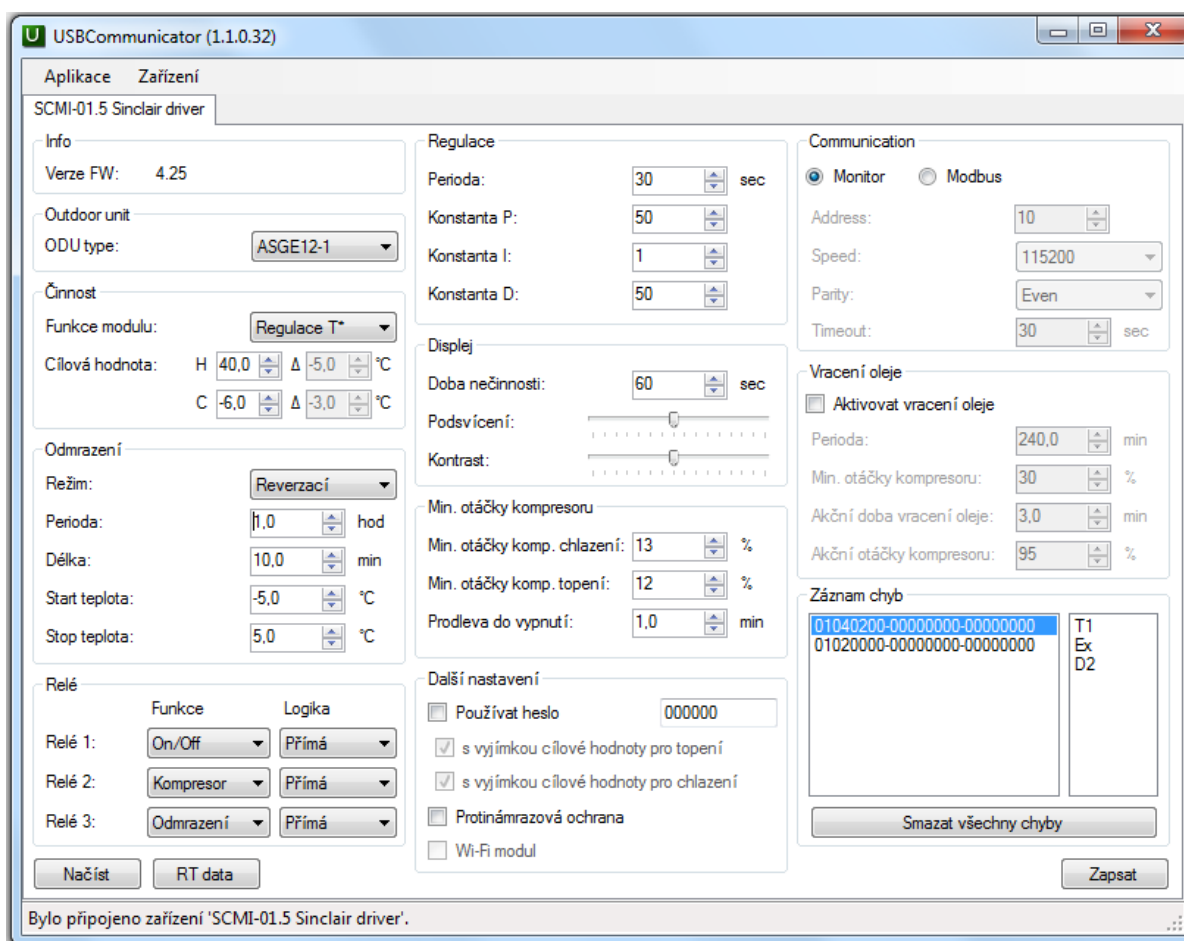 USBCommunicator (1.1.0.32)
Aplikace Zařízení
SCMI-01.5 Sinclair driver
Info
Verze FW: 4.25
Outdoor unit
ODU type: ASGE12-1
Činnost
Funkce modulu: Regulace T*
Cílová hodnota: H 40,0 Δ -5,0 °C
C -6,0 Δ -3,0 °C
Odmrazení
Režim: Reverzací
Perioda: 1,0 hod
Délka: 10,0 min
Start teplota: -5,0 °C
Stop teplota: 5,0 °C
Relé
Funkce Logika
Relé 1: On/Off Přímá
Relé 2: Kompresor Přímá
Relé 3: Odmrazení Přímá
Načíst RT data
Regulace
Perioda: 30 sec
Konstanta P: 50
Konstanta I: 1
Konstanta D: 50
Displej
Doba nečinnosti: 60 sec
Podsvícení:
Kontrast:
Min. otáčky kompresoru
Min. otáčky komp. chlazení: 13 %
Min. otáčky komp. topení: 12 %
Prodleva do vypnutí: 1,0 min
Další nastavení
Používat heslo 000000
s vyjímkou cílové hodnoty pro topení
s vyjímkou cílové hodnoty pro chlazení
Protinámrazová ochrana
Wi-Fi modul
Communication
Monitor Modbus
Address: 10
Speed: 115200
Parity: Even
Timeout: 30 sec
Vracení oleje
Aktivovat vracení oleje
Perioda: 240,0 min
Min. otáčky kompresoru: 30 %
Akční doba vracení oleje: 3,0 min
Akční otáčky kompresoru: 95 %
Záznam chyb
01040200-00000000-00000000 T1
01020000-00000000-00000000 Ex
D2
Smazat všechny chyby
Zapsat
Bylo připojeno zařízení 'SCMI-01.5 Sinclair driver'.